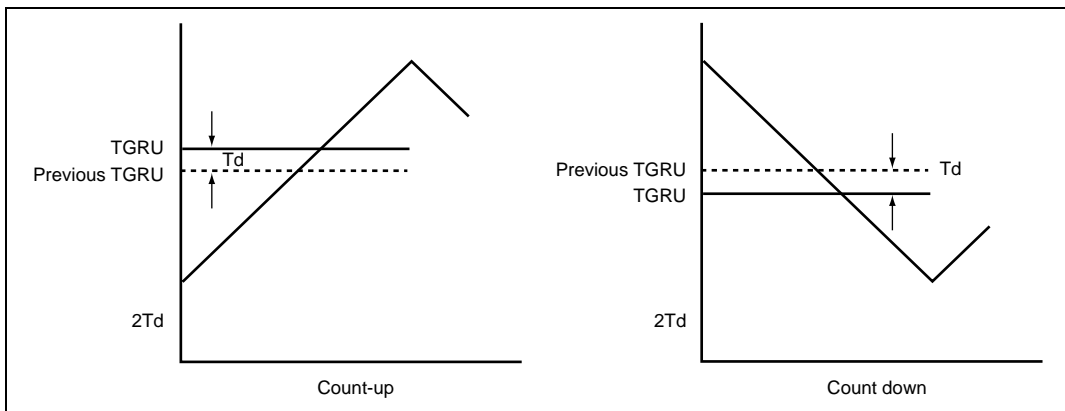 TGRU
Td
Previous TGRU
2Td
Count-up
Previous TGRU
Td
TGRU
2Td
Count down